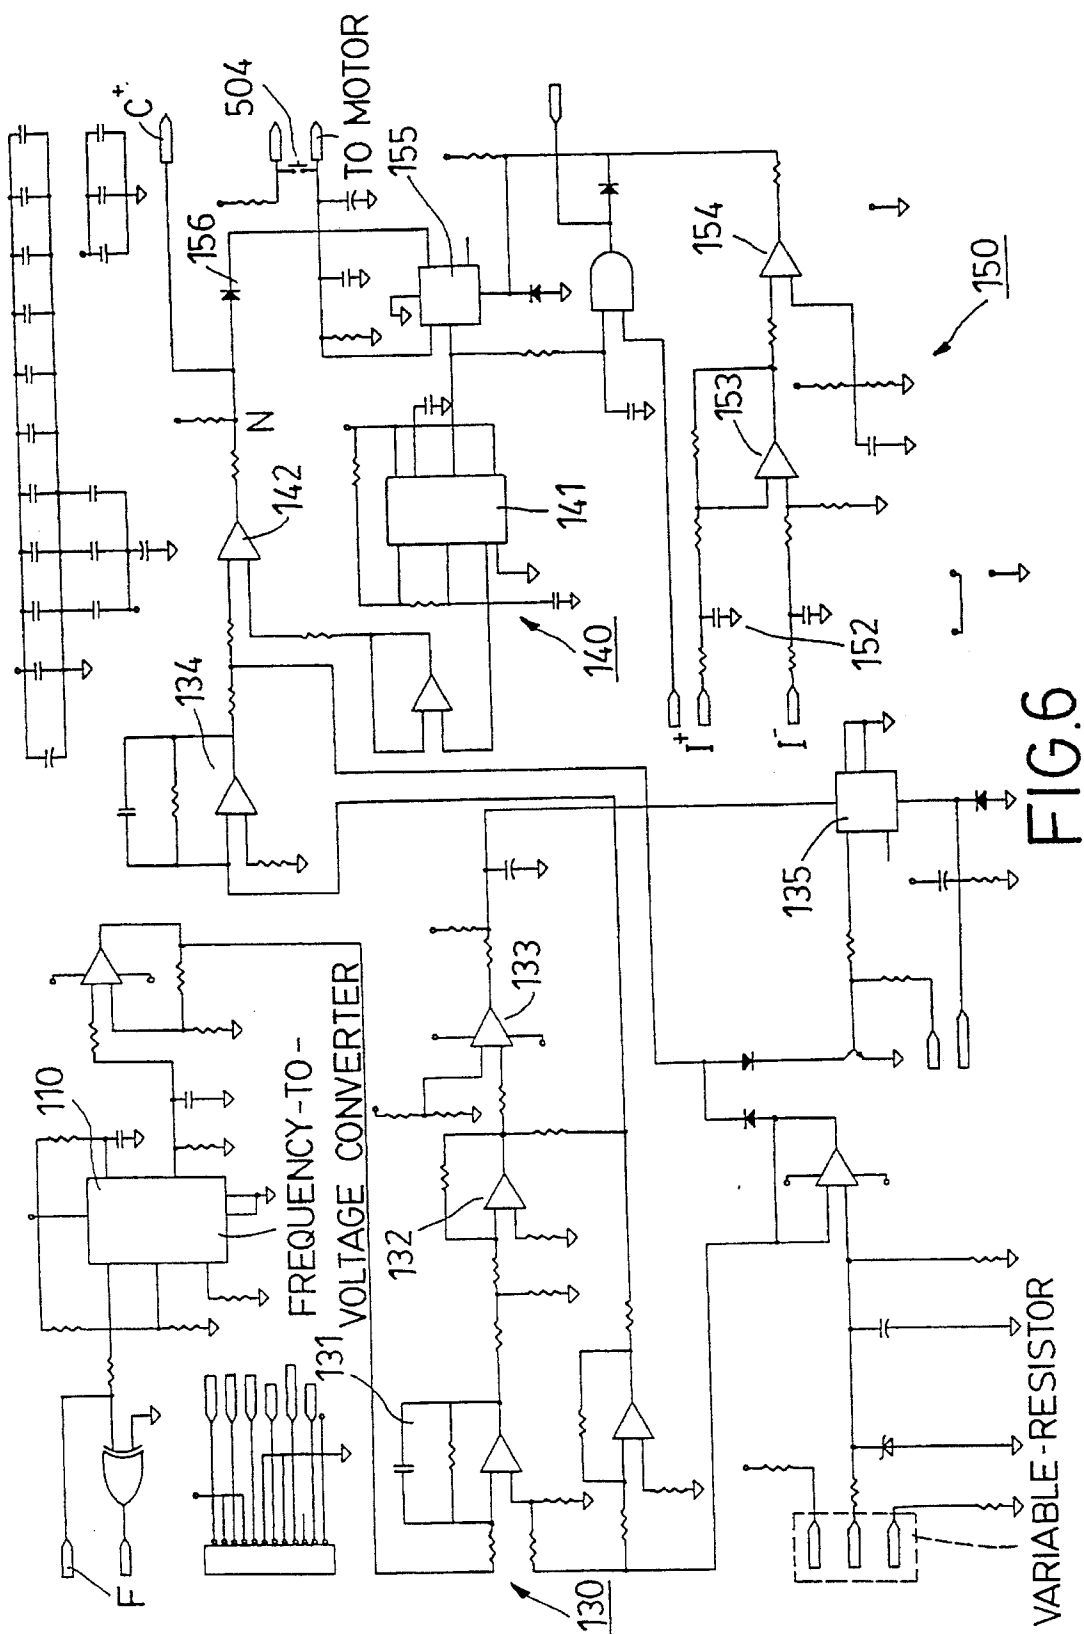 C+
504
TO MOTOR
156
155
N
142
134
141
140
154
153
150
152
I+
I-
110
FREQUENCY-TO-
VOLTAGE CONVERTER
F
131
132
133
130
135
VARIABLE-RESISTOR
FIG.6